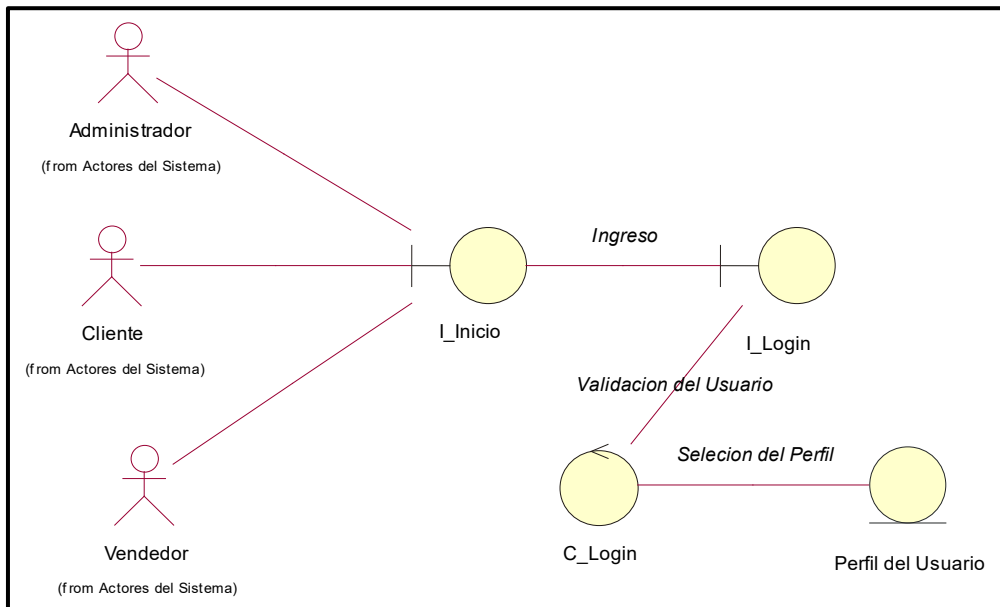 Administrador
(from Actores del Sistema)
Ingreso
Cliente
(from Actores del Sistema)
I_Inicio
I_Login
Validacion del Usuario
Selecion del Perfil
Vendedor
(from Actores del Sistema)
C_Login
Perfil del Usuario